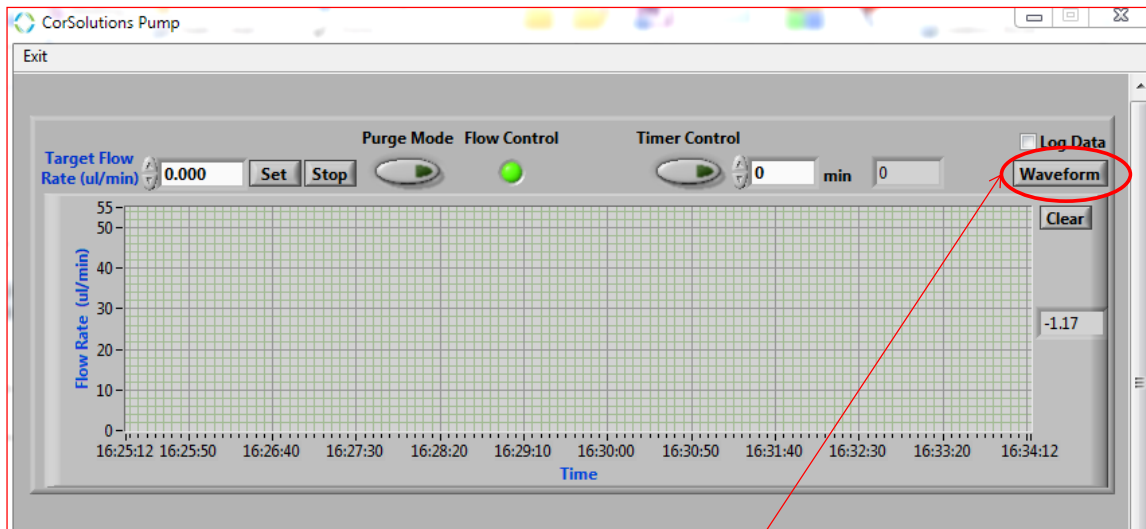 CorSolutions Pump
Exit
Purge Mode Flow Control Timer Control Log Data
Target Flow
Rate (ul/min) 0.000 Set Stop 0 min 0 Waveform
55
50
40
30
20
10
0
Flow Rate (ul/min)
Clear
-1.17
16:25:12 16:25:50 16:26:40 16:27:30 16:28:20 16:29:10 16:30:00 16:30:50 16:31:40 16:32:30 16:33:20 16:34:12
Time